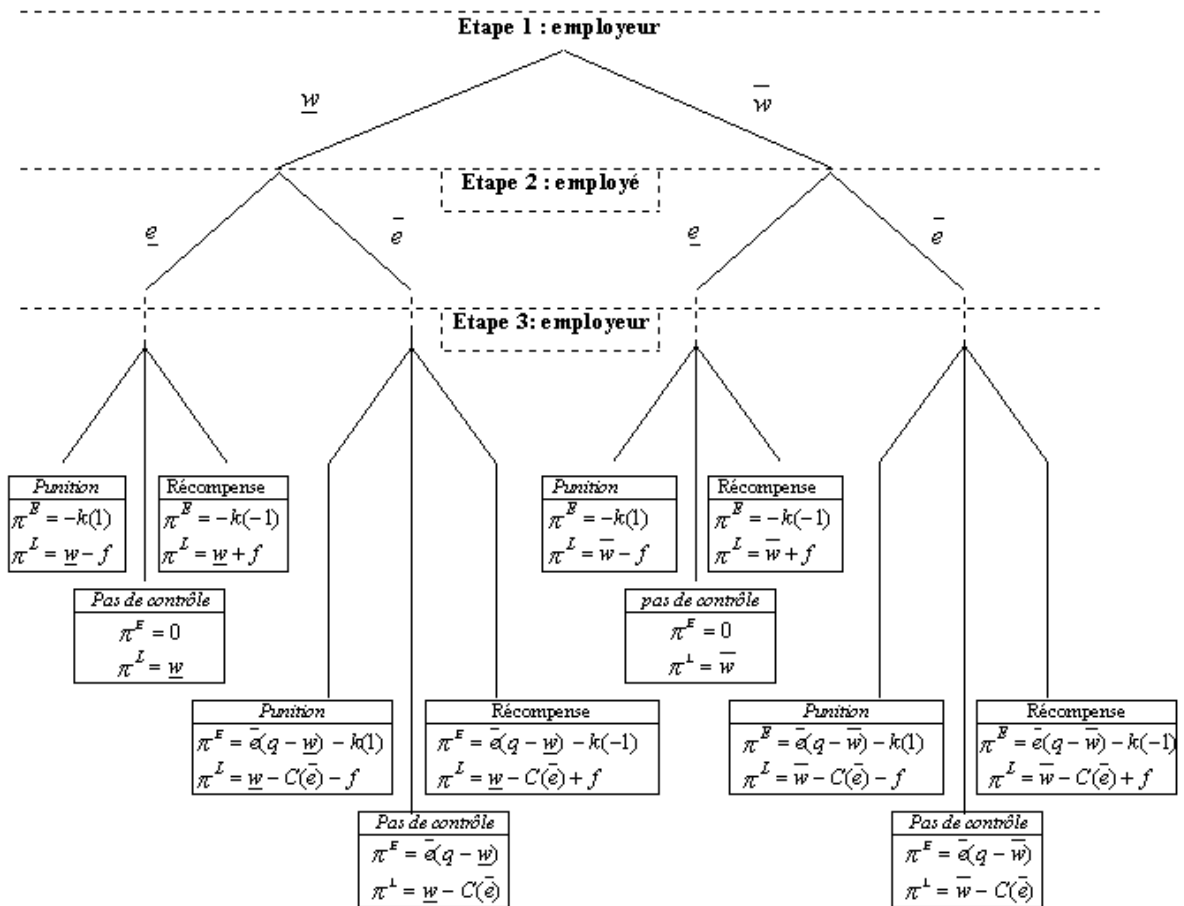 Etape 1 : employeur
w̲ w̅
Etape 2 : employé
e̲ e̅ e̲ e̅
Etape 3: employeur
Punition
π^E = -k(1)
π^L = w̲ - f
Récompense
π^E = -k(-1)
π^L = w̲ + f
Punition
π^E = -k(1)
π^L = w̅ - f
Récompense
π^E = -k(-1)
π^L = w̅ + f
Pas de contrôle
π^E = 0
π^L = w̲
pas de contrôle
π^E = 0
π^L = w̅
Punition
π^E = e̅(q - w̲) - k(1)
π^L = w̲ - C(e̅) - f
Récompense
π^E = e̅(q - w̲) - k(-1)
π^L = w̲ - C(e̅) + f
Punition
π^E = e̅(q - w̅) - k(1)
π^L = w̅ - C(e̅) - f
Récompense
π^E = e̅(q - w̅) - k(-1)
π^L = w̅ - C(e̅) + f
Pas de contrôle
π^E = e̅(q - w̲)
π^L = w̲ - C(e̅)
Pas de contrôle
π^E = e̅(q - w̅)
π^L = w̅ - C(e̅)